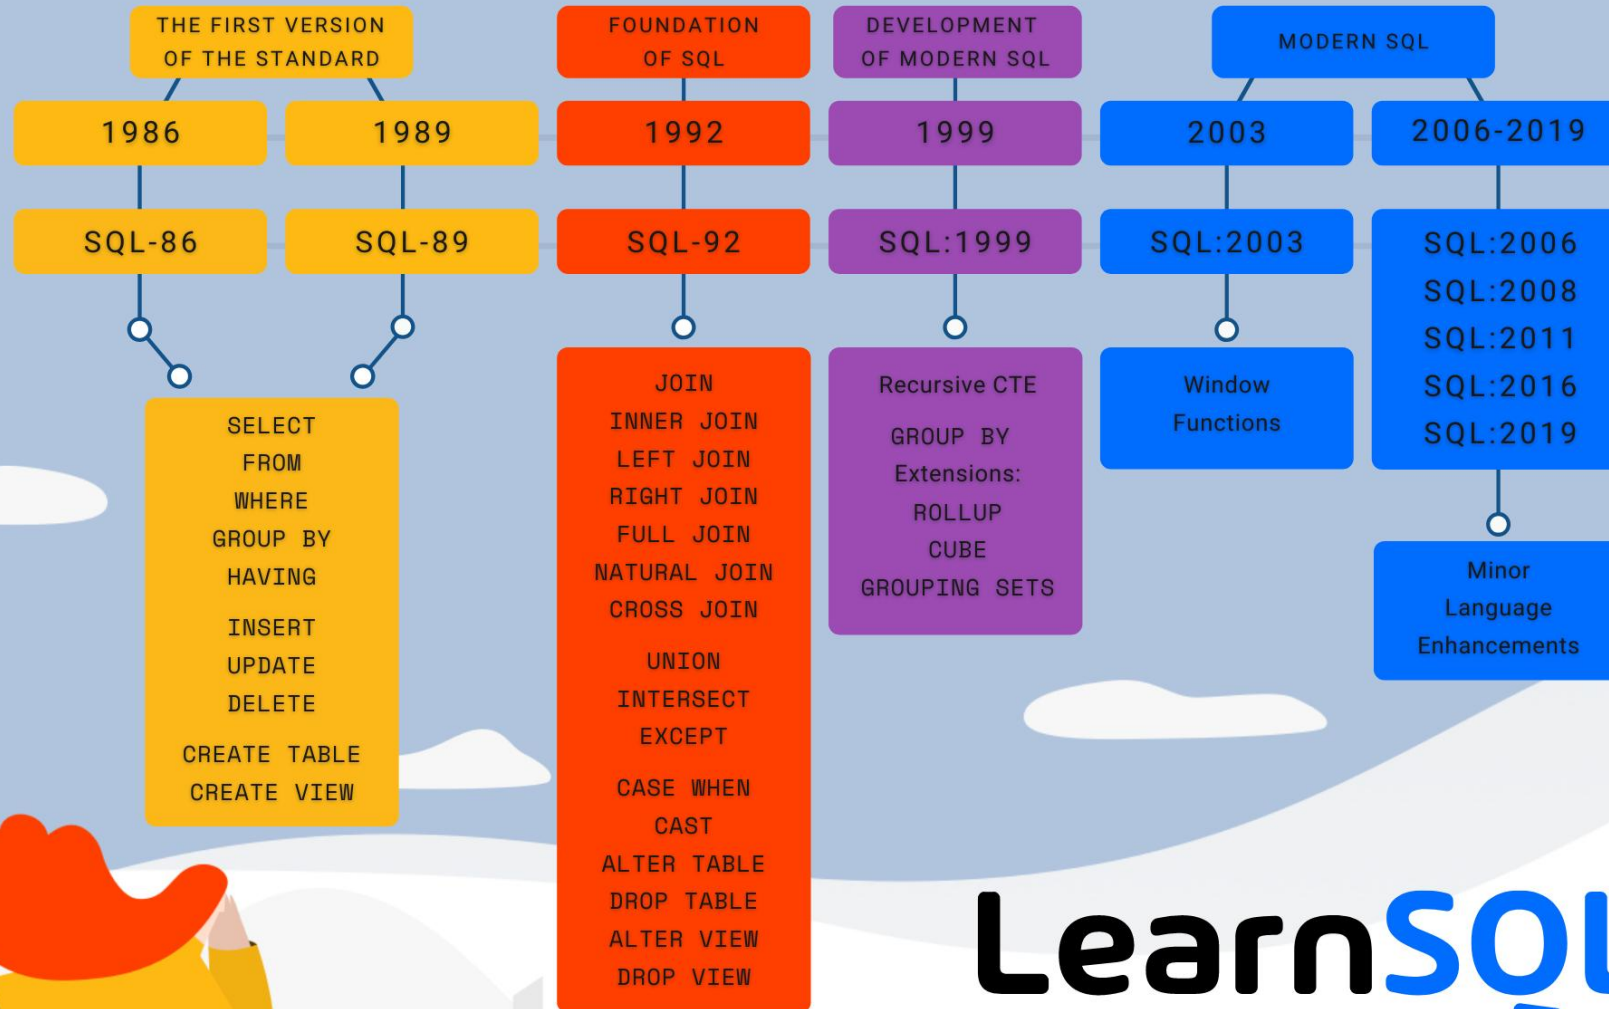 THE FIRST VERSION
OF THE STANDARD
FOUNDATION
OF SQL
DEVELOPMENT
OF MODERN SQL
MODERN SQL
1986
1989
1992
1999
2003
2006-2019
SQL-86
SQL-89
SQL-92
SQL:1999
SQL:2003
SQL:2006
SQL:2008
SQL:2011
SQL:2016
SQL:2019
SELECT
FROM
WHERE
GROUP BY
HAVING
INSERT
UPDATE
DELETE
CREATE TABLE
CREATE VIEW
JOIN
INNER JOIN
LEFT JOIN
RIGHT JOIN
FULL JOIN
NATURAL JOIN
CROSS JOIN
UNION
INTERSECT
EXCEPT
CASE WHEN
CAST
ALTER TABLE
DROP TABLE
ALTER VIEW
DROP VIEW
Recursive CTE
GROUP BY
Extensions:
ROLLUP
CUBE
GROUPING SETS
Window
Functions
Minor
Language
Enhancements
LearnSQL